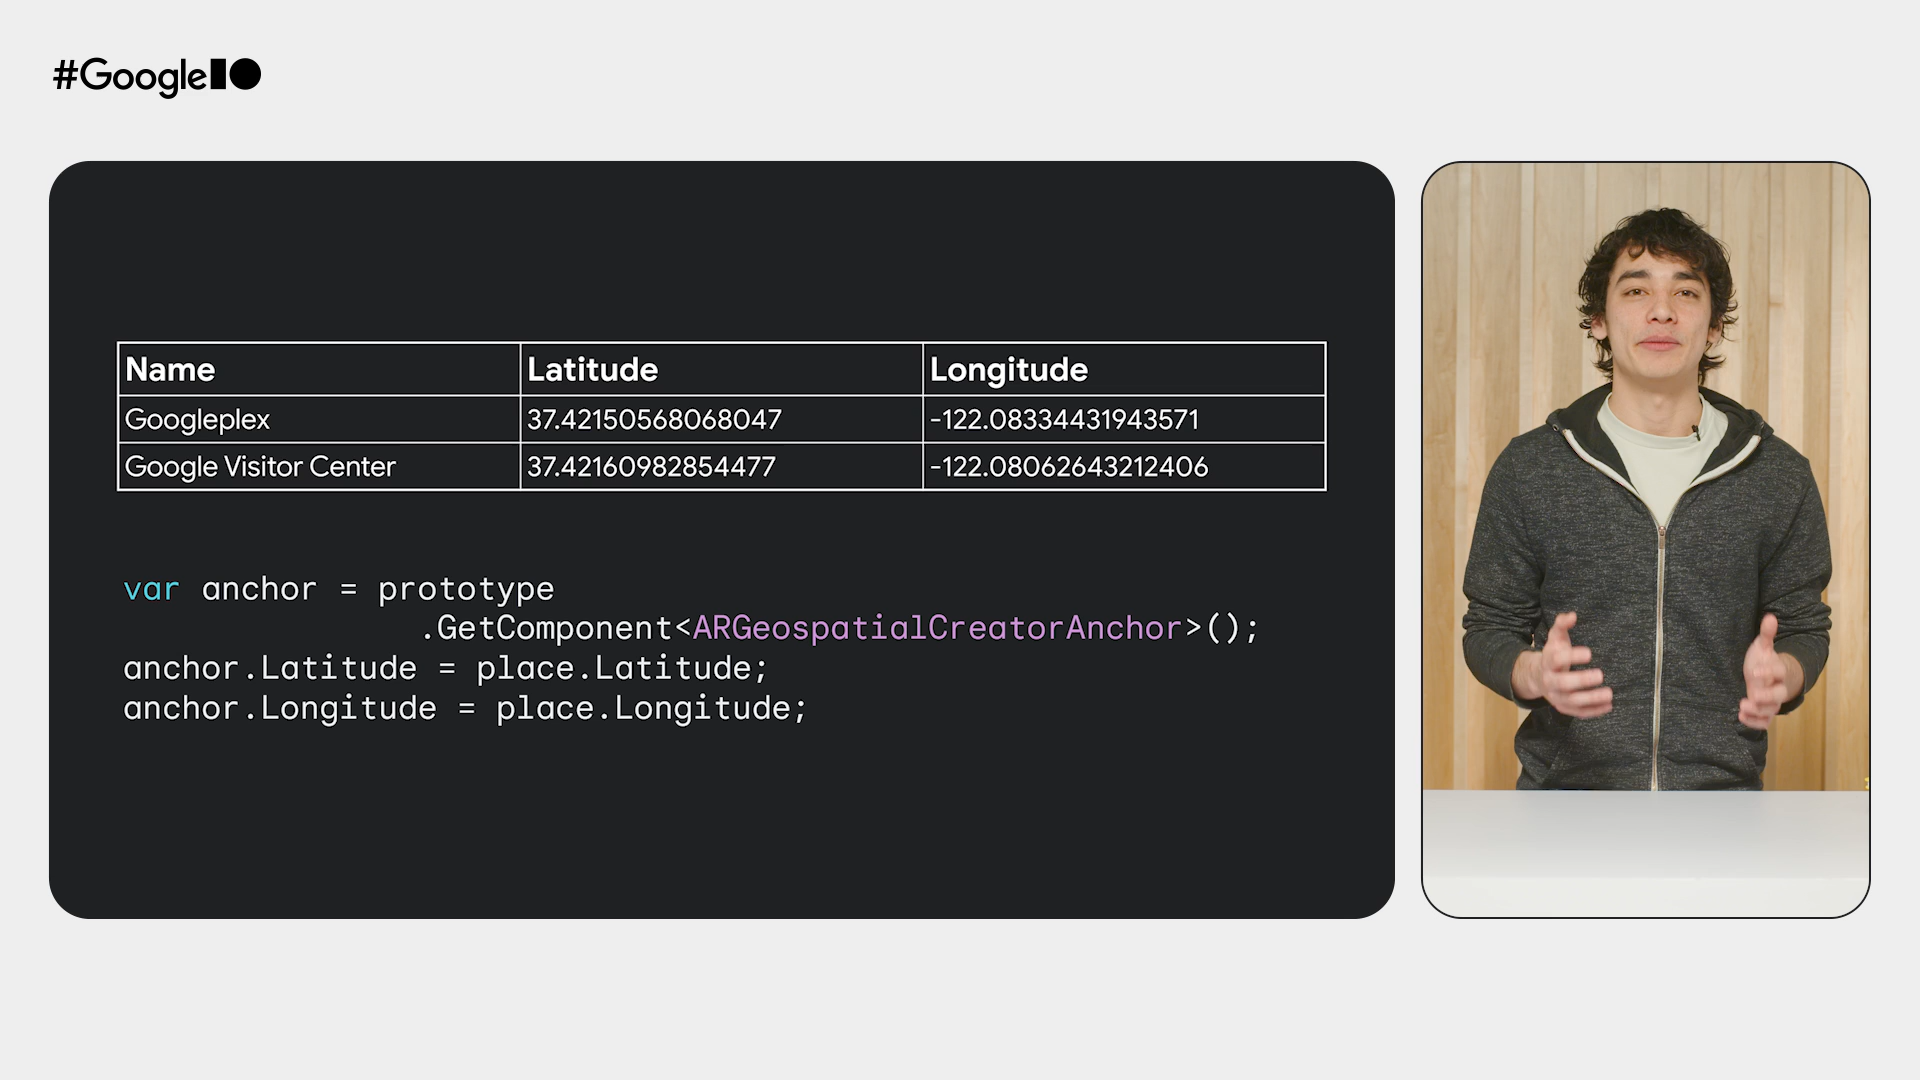 #GoogleIO
Name Latitude Longitude
Googleplex 37.42150568068047 -122.08334431943571
Google Visitor Center 37.42160982854477 -122.08062643212406
var anchor = prototype
.GetComponent<ARGeospatialCreatorAnchor>();
anchor.Latitude = place.Latitude;
anchor.Longitude = place.Longitude;